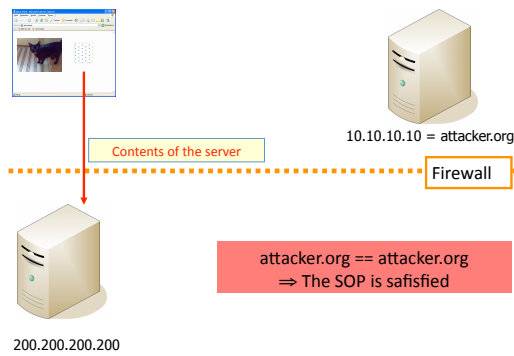 10.10.10.10 = attacker.org
Contents of the server
Firewall
attacker.org == attacker.org
⇒ The SOP is safisfied
200.200.200.200